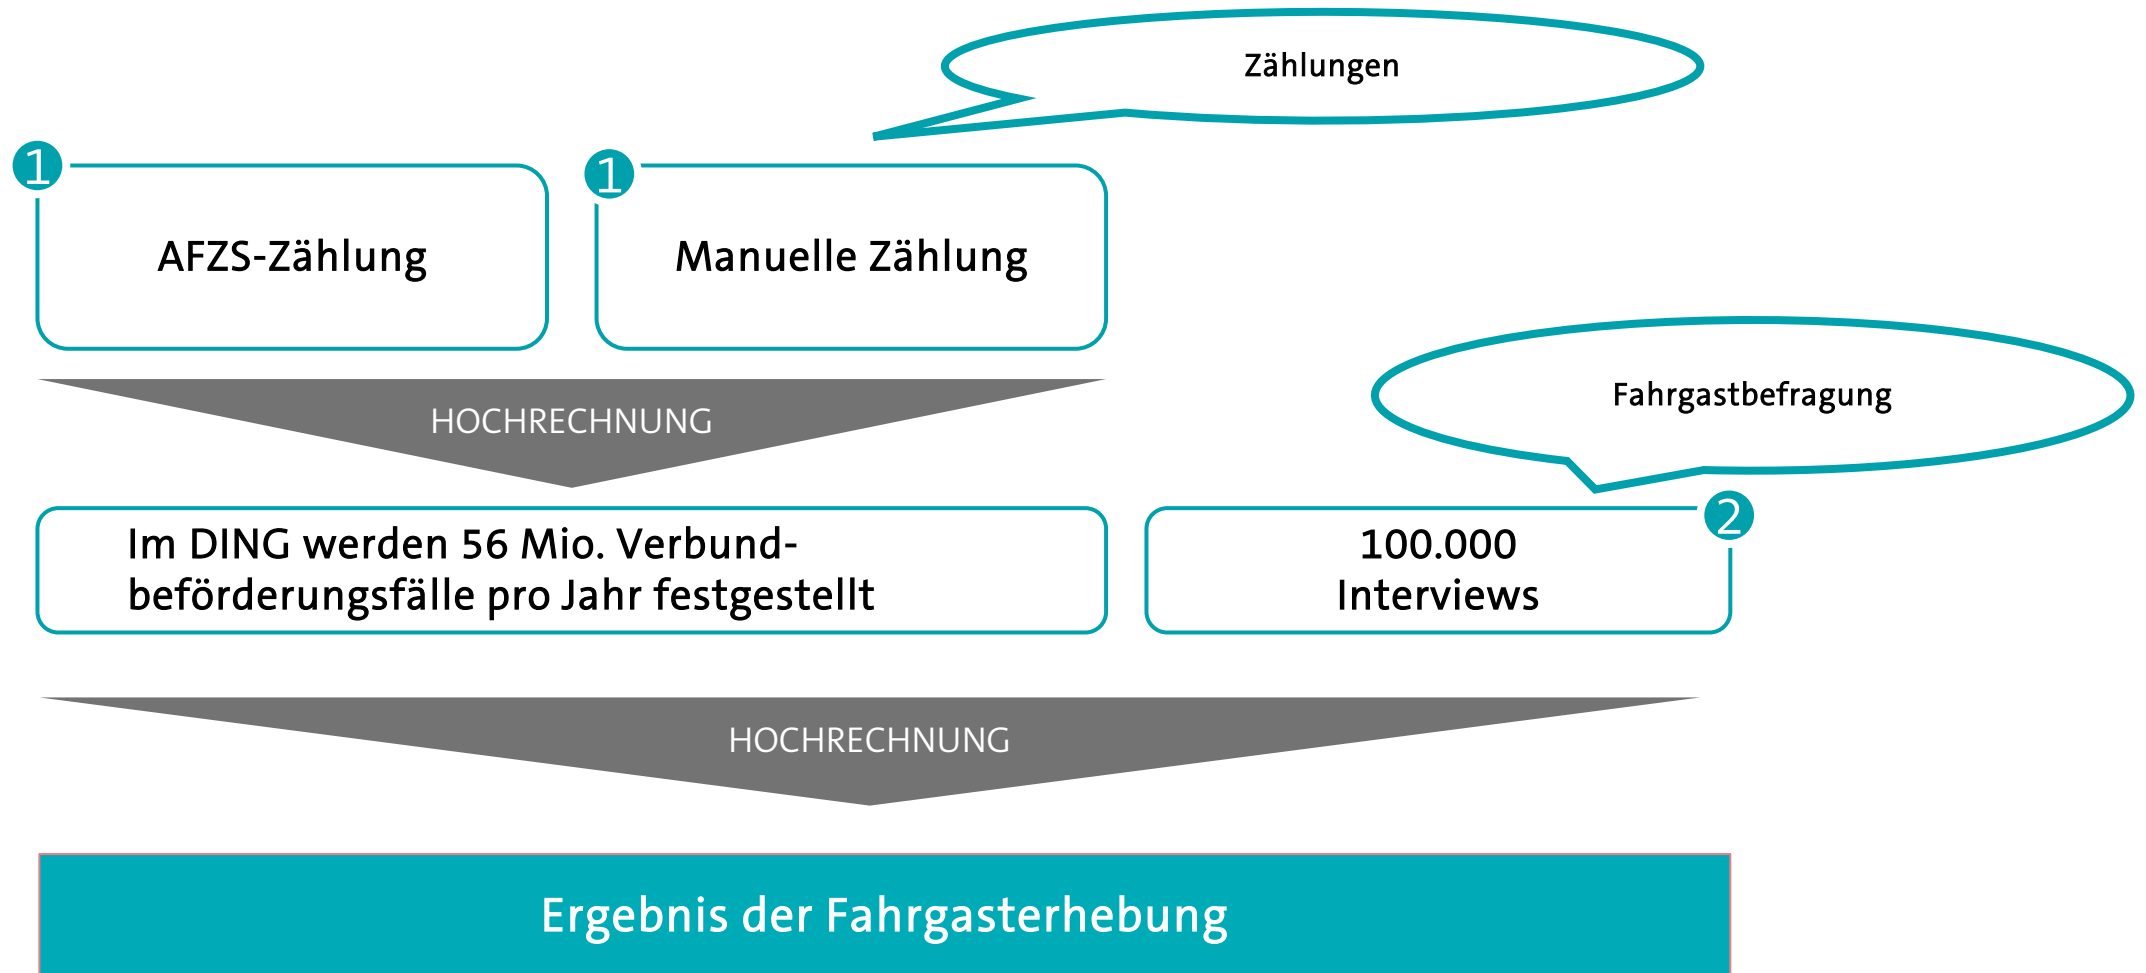 Zählungen
1
AFZS-Zählung
1
Manuelle Zählung
HOCHRECHNUNG
Fahrgastbefragung
Im DING werden 56 Mio. Verbund-
beförderungsfälle pro Jahr festgestellt
2
100.000
Interviews
HOCHRECHNUNG
Ergebnis der Fahrgasterhebung